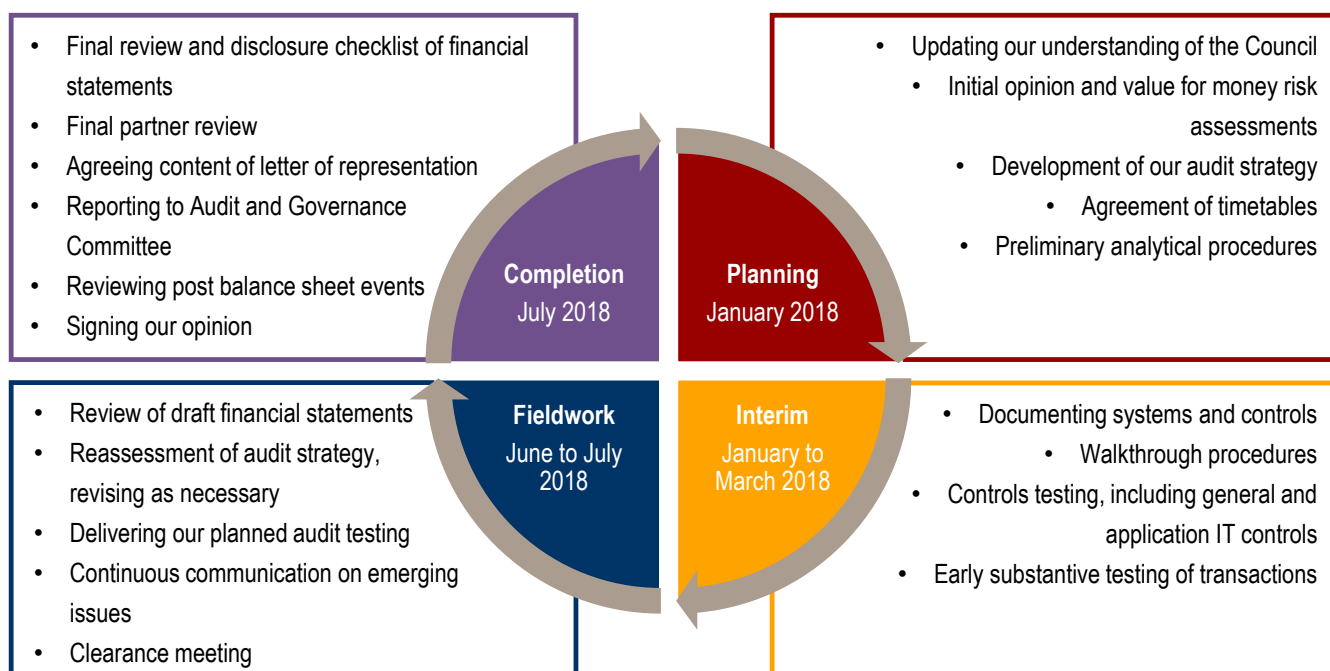 • Final review and disclosure checklist of financial
statements
• Final partner review
• Agreeing content of letter of representation
• Reporting to Audit and Governance
Committee
• Reviewing post balance sheet events
• Signing our opinion
• Updating our understanding of the Council
• Initial opinion and value for money risk
assessments
• Development of our audit strategy
• Agreement of timetables
• Preliminary analytical procedures
Completion
July 2018
Planning
January 2018
Fieldwork
June to July
2018
Interim
January to
March 2018
• Review of draft financial statements
• Reassessment of audit strategy,
revising as necessary
• Delivering our planned audit testing
• Continuous communication on emerging
issues
• Clearance meeting
• Documenting systems and controls
• Walkthrough procedures
• Controls testing, including general and
application IT controls
• Early substantive testing of transactions